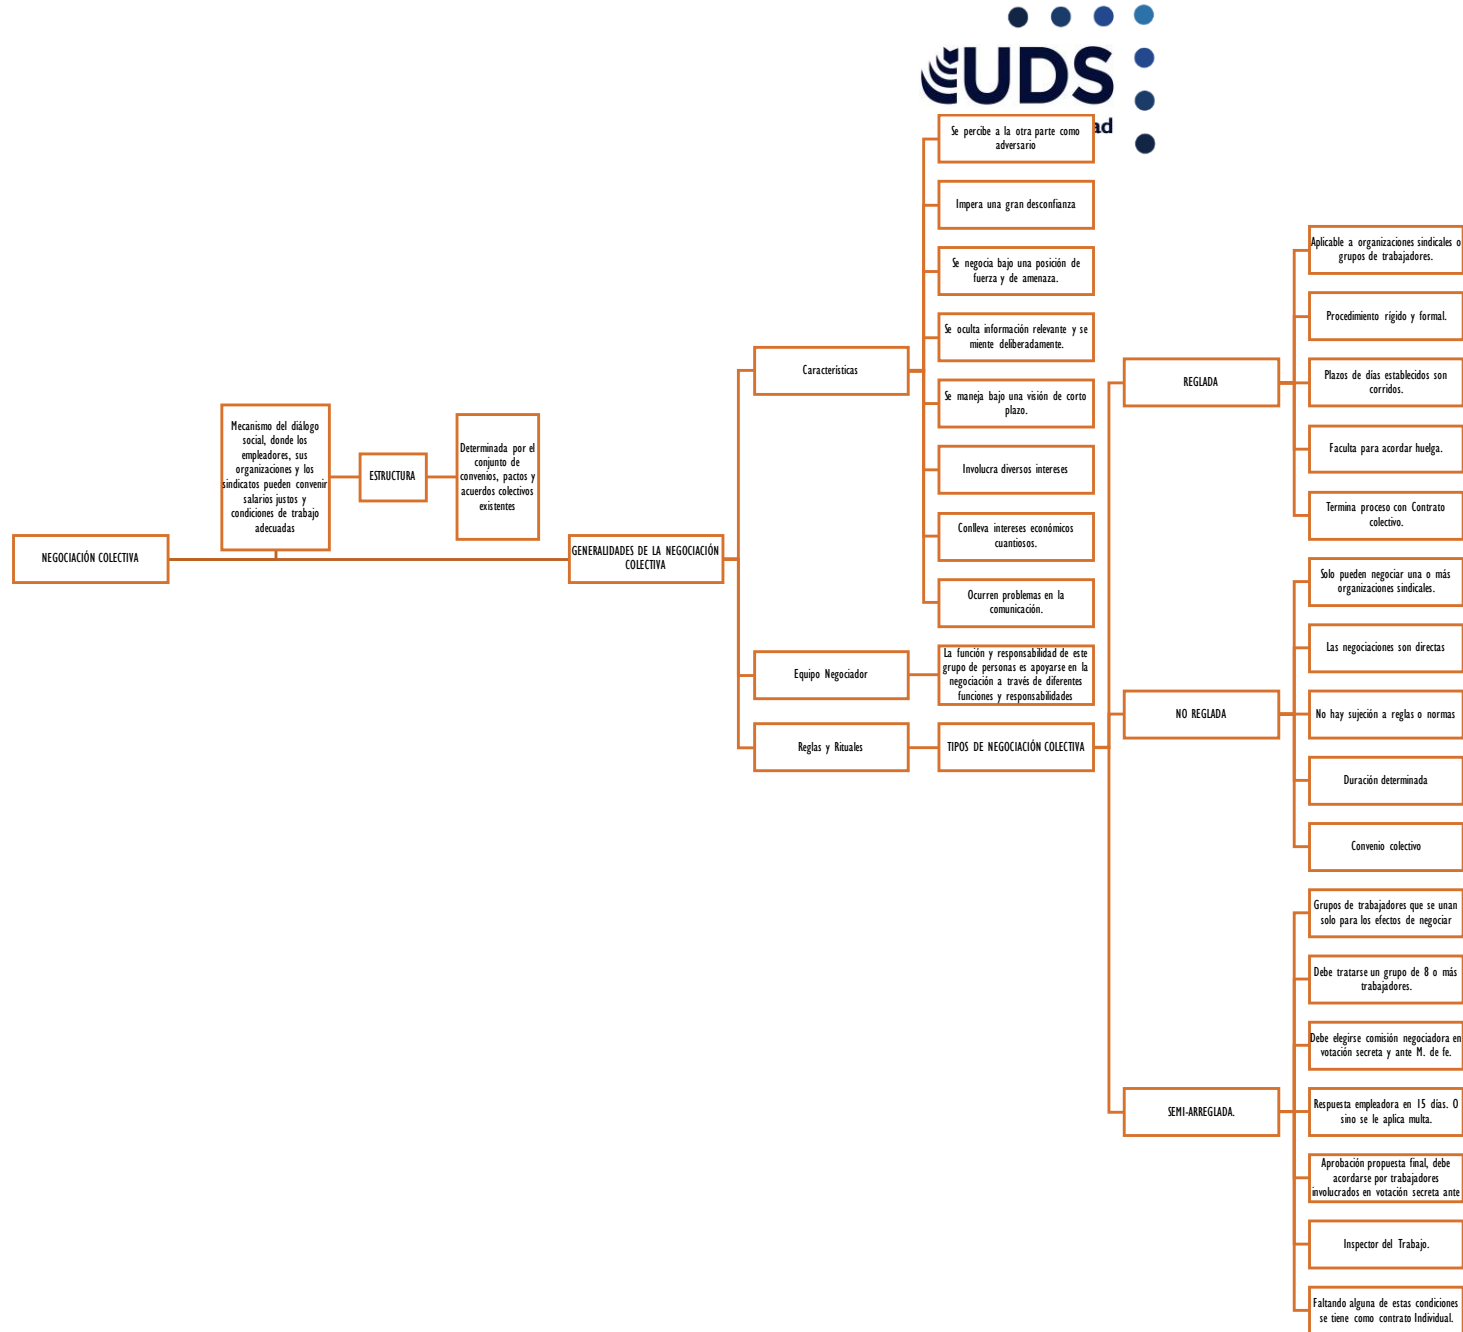 UDS
ad
NEGOCIACIÓN COLECTIVA
Mecanismo del diálogo
social, donde los
empleadores, sus
organizaciones y los
sindicatos pueden convenir
salarios justos y
condiciones de trabajo
adecuadas
ESTRUCTURA
Determinada por el
conjunto de
convenios, pactos y
acuerdos colectivos
existentes
GENERALIDADES DE LA NEGOCIACIÓN
COLECTIVA
Características
Se percibe a la otra parte como
adversario
Impera una gran desconfianza
Se negocia bajo una posición de
fuerza y de amenaza.
Se oculta información relevante y se
miente deliberadamente.
Se maneja bajo una visión de corto
plazo.
Involucra diversos intereses
Conlleva intereses económicos
cuantiosos.
Ocurren problemas en la
comunicación.
Equipo Negociador
La función y responsabilidad de este
grupo de personas es apoyarse en la
negociación a través de diferentes
funciones y responsabilidades
Reglas y Rituales
TIPOS DE NEGOCIACIÓN COLECTIVA
REGLADA
Aplicable a organizaciones sindicales o
grupos de trabajadores.
Procedimiento rígido y formal.
Plazos de días establecidos son
corridos.
Faculta para acordar huelga.
Termina proceso con Contrato
colectivo.
NO REGLADA
Solo pueden negociar una o más
organizaciones sindicales.
Las negociaciones son directas
No hay sujeción a reglas o normas
Duración determinada
Convenio colectivo
SEMI-ARREGLADA.
Grupos de trabajadores que se unan
solo para los efectos de negociar
Debe tratarse un grupo de 8 o más
trabajadores.
Debe elegirse comisión negociadora en
votación secreta y ante M. de fe.
Respuesta empleadora en 15 días. O
sino se le aplica multa.
Aprobación propuesta final, debe
acordarse por trabajadores
involucrados en votación secreta ante
Inspector del Trabajo.
Faltando alguna de estas condiciones
se tiene como contrato Individual.